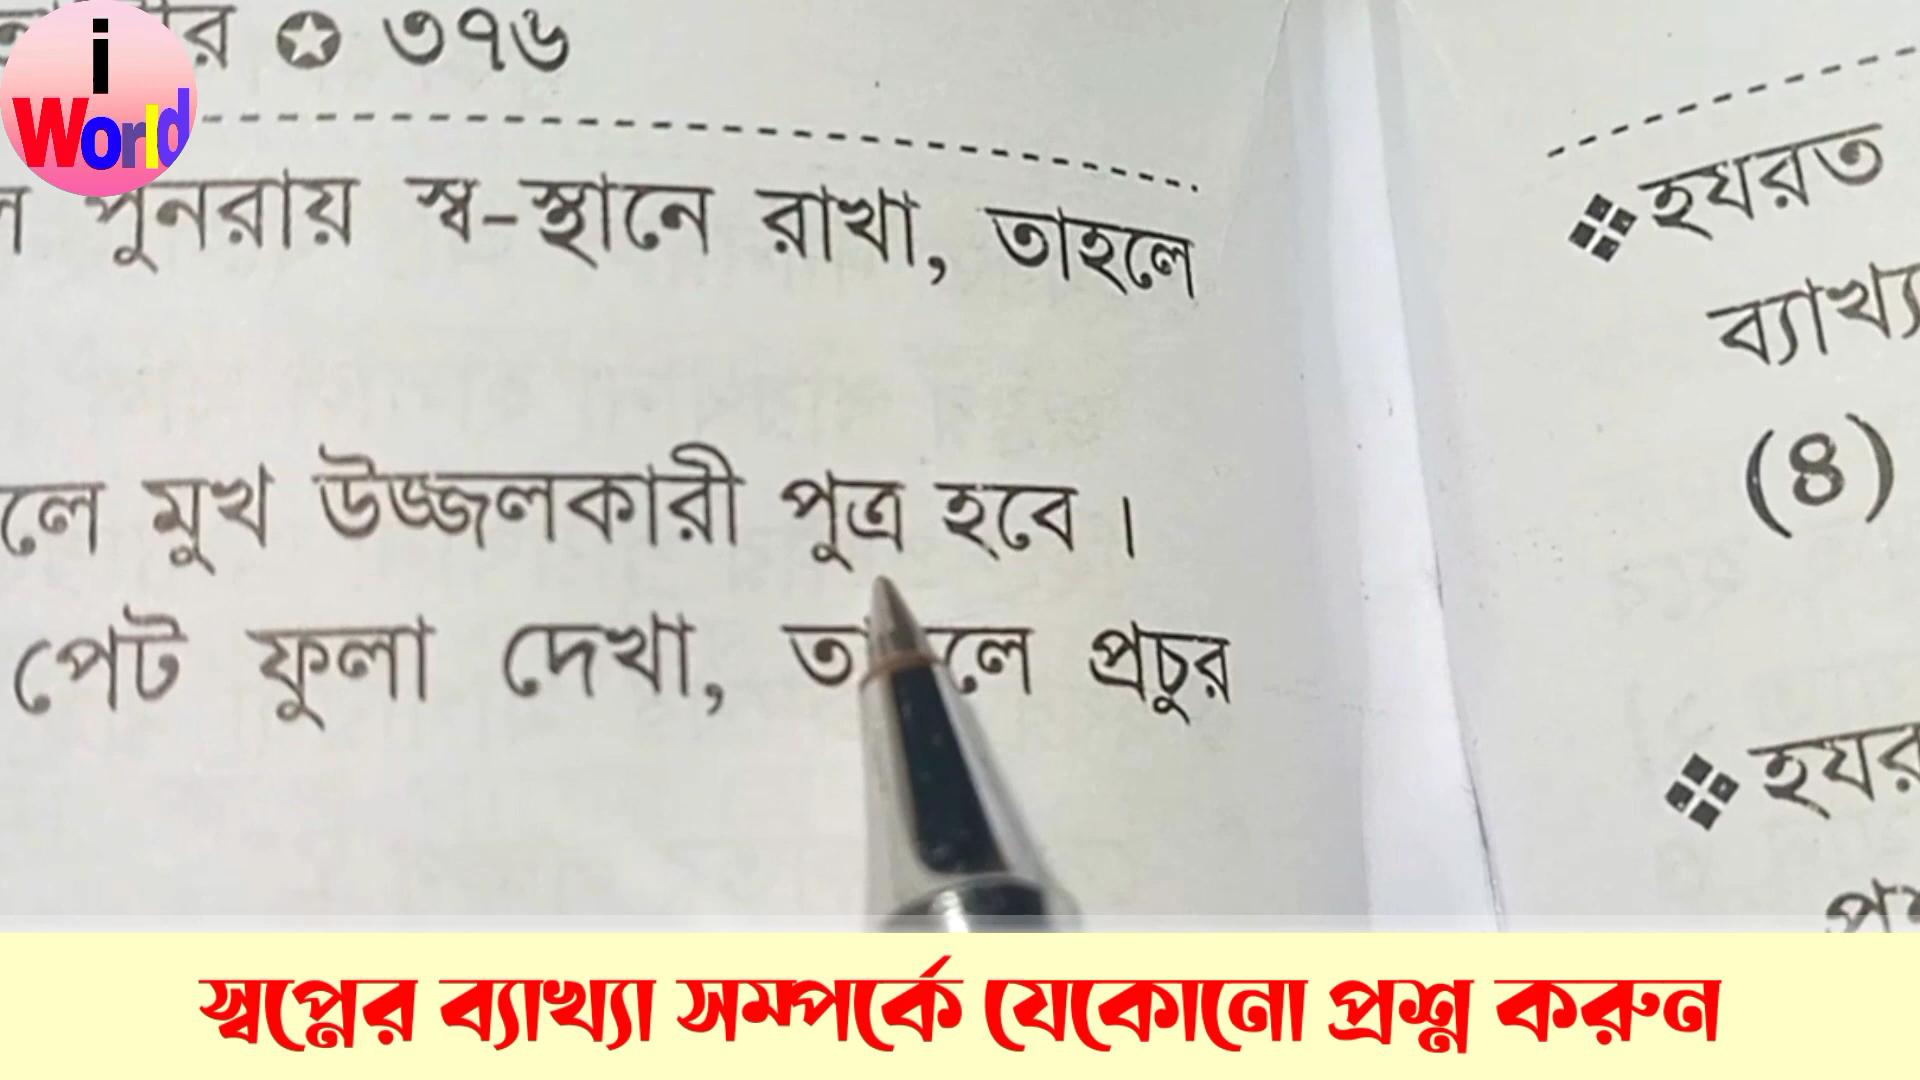 i
World
র ✪ ৩৭৬
পুনরায় স্ব-স্থানে রাখা, তাহলে
লে মুখ উজ্জলকারী পুত্র হবে।
পেট ফুলা দেখা, প্রচুর
❖ হযরত
ব্যাখ্যা
(৪)
❖ হযর
স্বপ্নের ব্যাখ্যা সম্পর্কে যেকোনো প্রশ্ন করুন